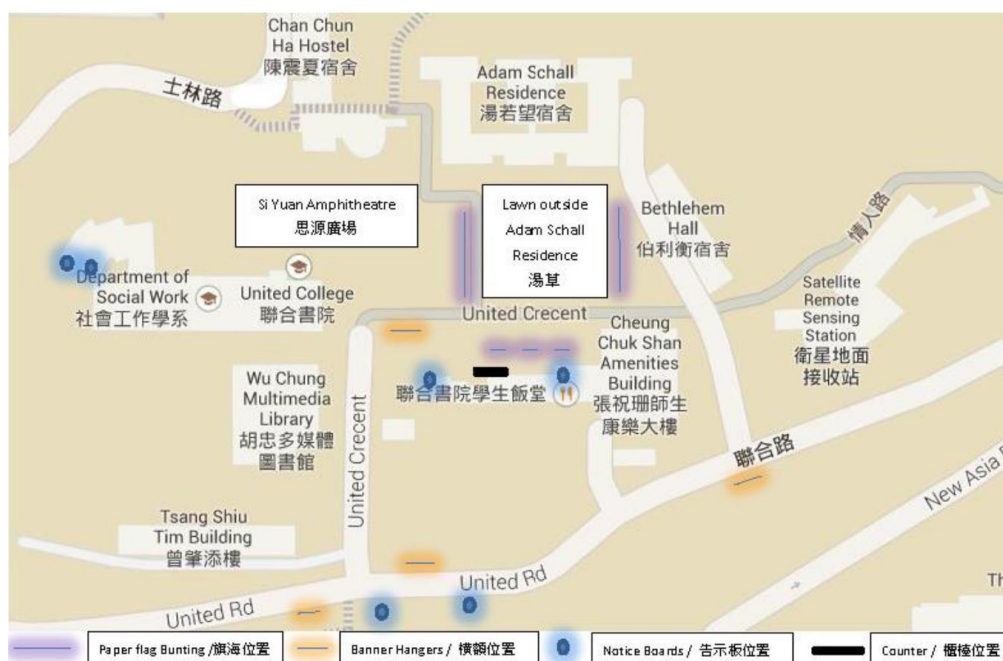 Chan Chun
Ha Hostel
陳震夏宿舍
士林路
Adam Schall
Residence
湯若望宿舍
Si Yuan Amphitheatre
思源廣場
Lawn outside
Adam Schall
Residence
湯草
Bethlehem
Hall
伯利衡宿舍
情人路
Department of
Social Work
社會工作學系
United College
聯合書院
United Crecent
Satellite
Remote
Sensing
Station
衛星地面
接收站
Cheung
Chuk Shan
Amenities
Building
張祝珊師生
康樂大樓
Wu Chung
Multimedia
Library
胡忠多媒體
圖書館
聯合書院學生飯堂
United Crecent
聯合路
New Asia
Tsang Shiu
Tim Building
曾肇添樓
United Rd
United Rd
Th
Paper flag Bunting /旗海位置
Banner Hangers / 橫額位置
Notice Boards / 告示板位置
Counter / 櫃檯位置